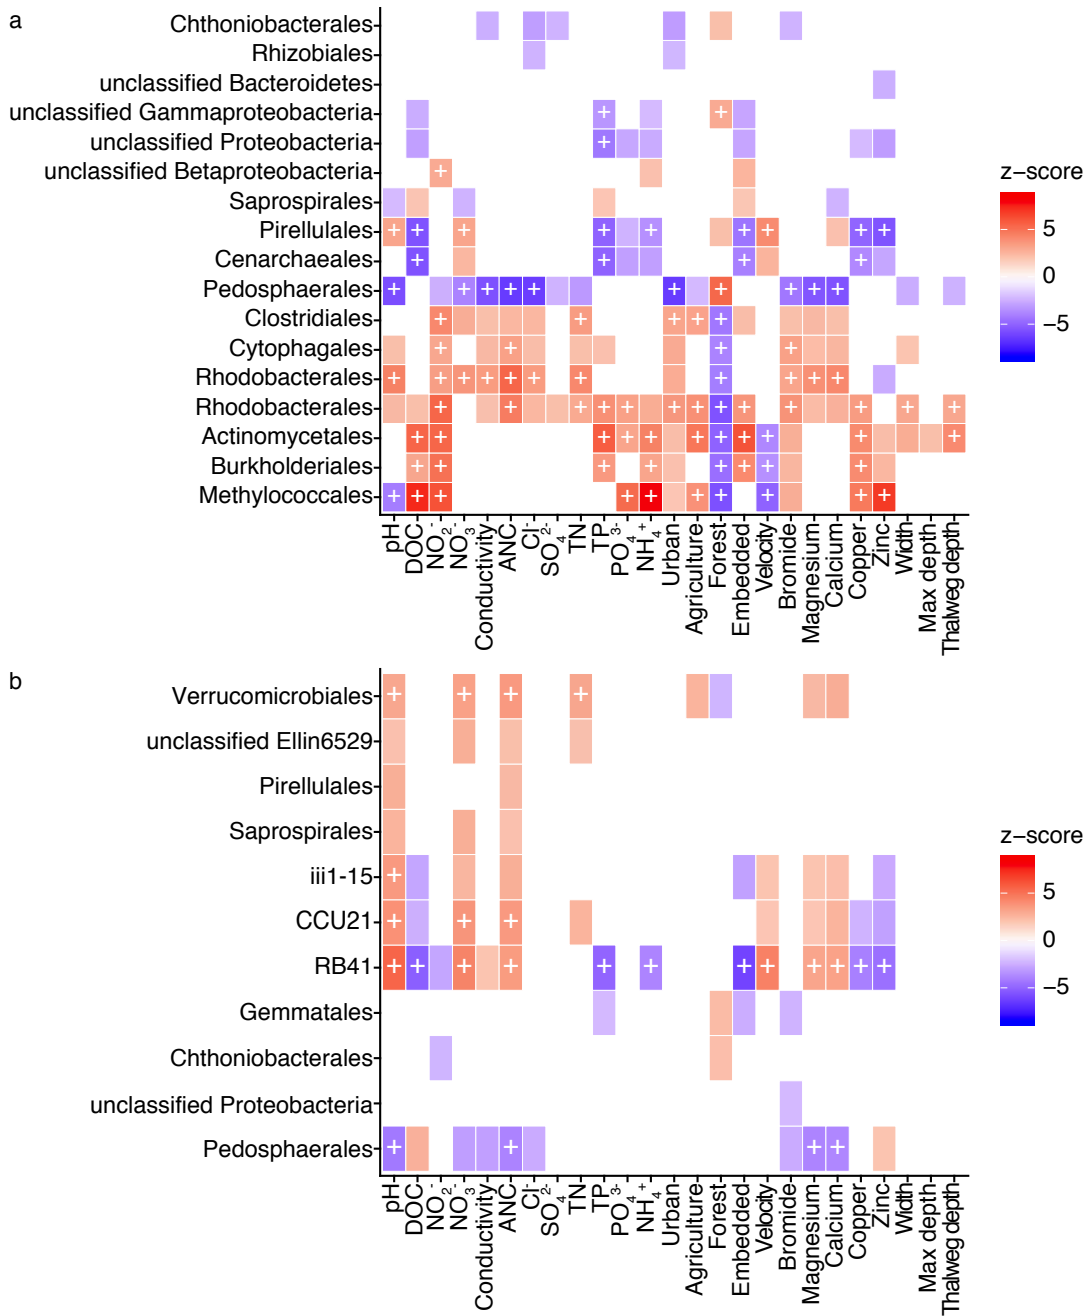 a
Chthoniobacterales
Rhizobiales
unclassified Bacteroidetes
unclassified Gammaproteobacteria
unclassified Proteobacteria
unclassified Betaproteobacteria
Saprospirales
Pirellulales
Cenarchaeales
Pedosphaerales
Clostridiales
Cytophagales
Rhodobacterales
Rhodobacterales
Actinomycetales
Burkholderiales
Methylococcales
pH
DOC
NO₂⁻
NO₃⁻
Conductivity
ANC
Cl⁻
SO₄²⁻
TN
TP
PO₄³⁻
NH₄⁺
Urban
Agriculture
Forest
Embedded
Velocity
Bromide
Magnesium
Calcium
Copper
Zinc
Width
Max depth
Thalweg depth
z−score
5
0
−5
b
Verrucomicrobiales
unclassified Ellin6529
Pirellulales
Saprospirales
iii1-15
CCU21
RB41
Gemmatales
Chthoniobacterales
unclassified Proteobacteria
Pedosphaerales
pH
DOC
NO₂⁻
NO₃⁻
Conductivity
ANC
Cl⁻
SO₄²⁻
TN
TP
PO₄³⁻
NH₄⁺
Urban
Agriculture
Forest
Embedded
Velocity
Bromide
Magnesium
Calcium
Copper
Zinc
Width
Max depth
Thalweg depth
z−score
5
0
−5